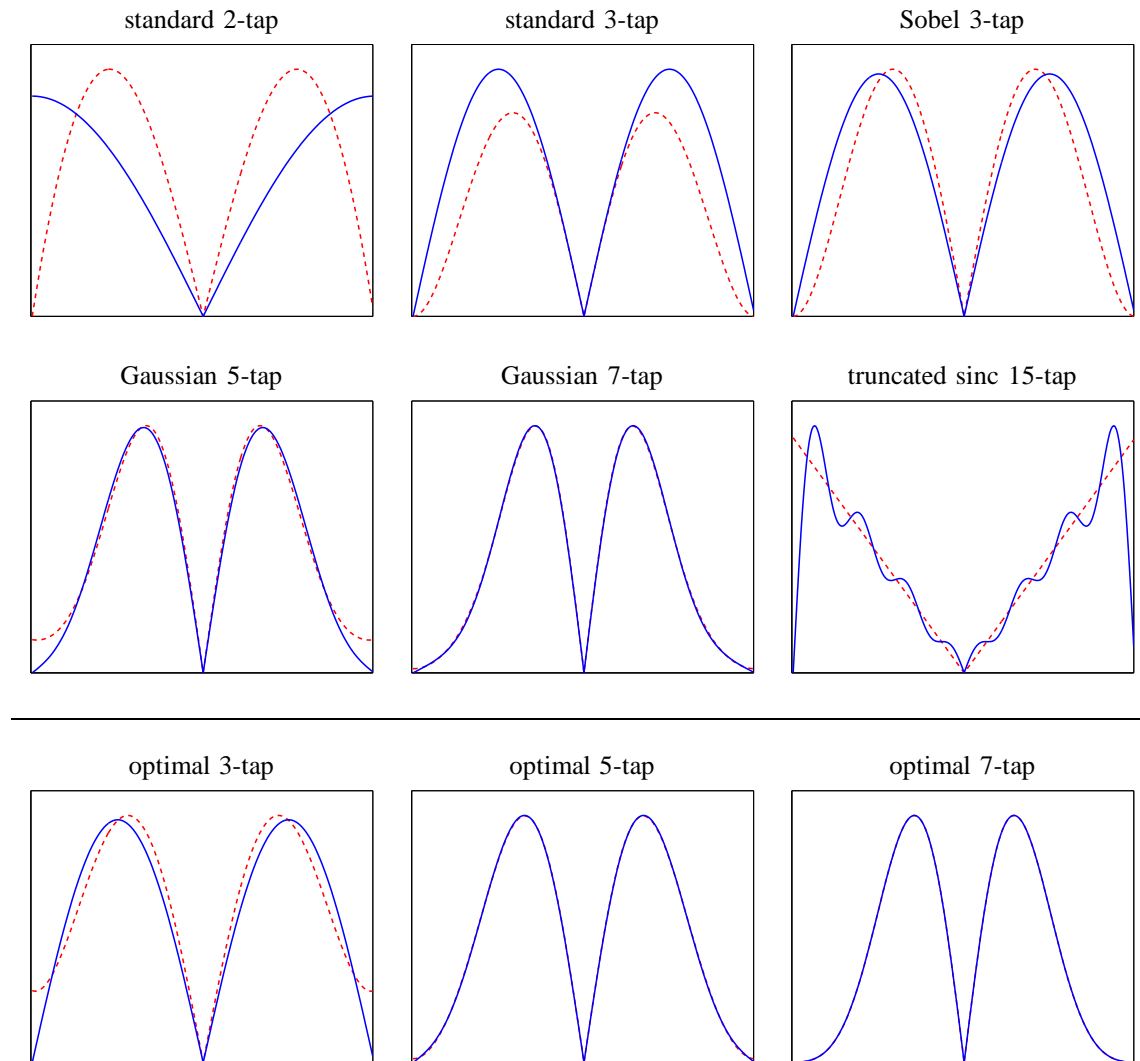 standard 2-tap
standard 3-tap
Sobel 3-tap
Gaussian 5-tap
Gaussian 7-tap
truncated sinc 15-tap
optimal 3-tap
optimal 5-tap
optimal 7-tap